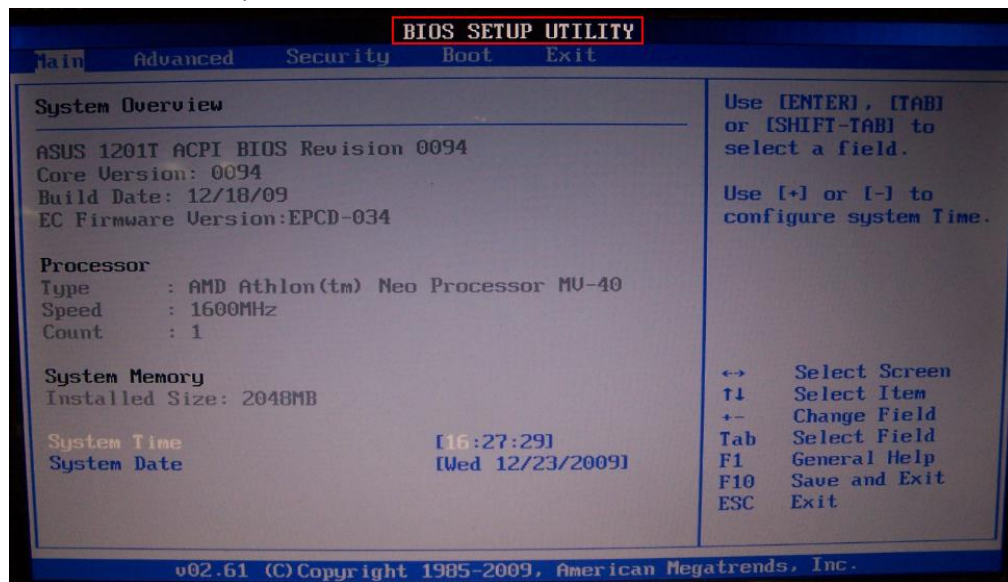 BIOS SETUP UTILITY
Main Advanced Security Boot Exit
System Overview
ASUS 1201T ACPI BIOS Revision 0094
Core Version: 0094
Build Date: 12/18/09
EC Firmware Version:EPCD-034
Processor
Type : AMD Athlon(tm) Neo Processor MV-40
Speed : 1600MHz
Count : 1
System Memory
Installed Size: 2048MB
System Time [16:27:29]
System Date [Wed 12/23/2009]
Use [ENTER], [TAB]
or [SHIFT-TAB] to
select a field.
Use [+] or [-] to
configure system Time.
←→ Select Screen
↑↓ Select Item
+- Change Field
Tab Select Field
F1 General Help
F10 Save and Exit
ESC Exit
v02.61 (C)Copyright 1985-2009, American Megatrends, Inc.